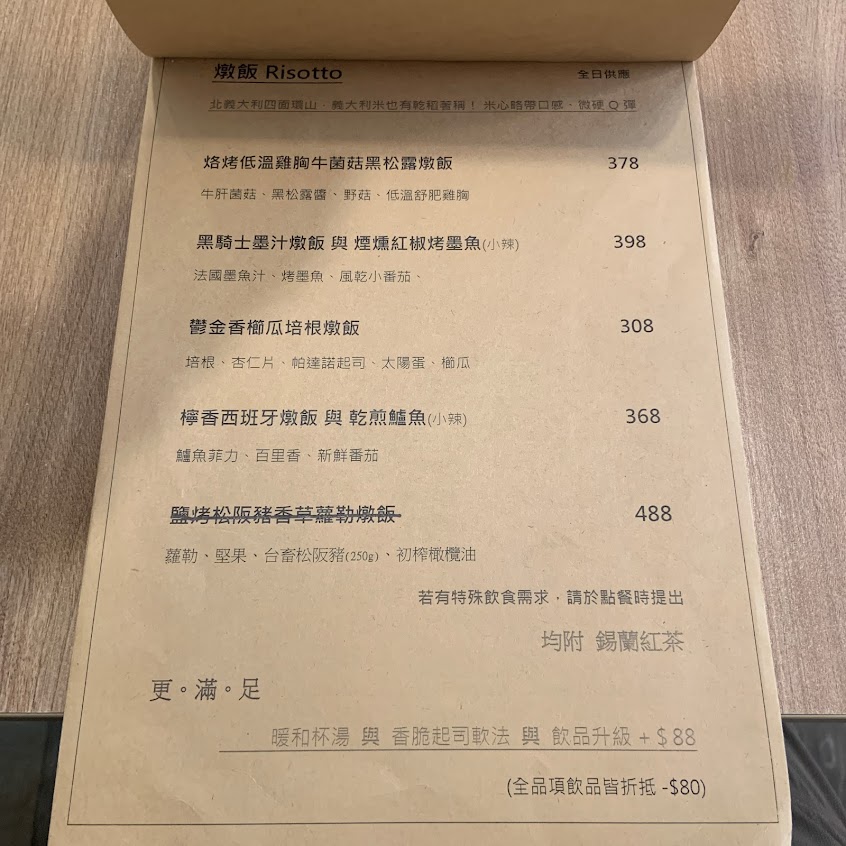 燉飯 Risotto 全日供應
北義大利四面環山，義大利米也有乾稻著稱！米心略帶口感，微硬Q彈
烙烤低溫雞胸牛菌菇黑松露燉飯 378
牛肝菌菇、黑松露醬、野菇、低溫舒肥雞胸
黑騎士墨汁燉飯 與 煙燻紅椒烤墨魚(小辣) 398
法國墨魚汁、烤墨魚、風乾小番茄、
鬱金香櫛瓜培根燉飯 308
培根、杏仁片、帕達諾起司、太陽蛋、櫛瓜
檸香西班牙燉飯 與 乾煎鱸魚(小辣) 368
鱸魚菲力、百里香、新鮮番茄
鹽烤松阪豬香草蘿勒燉飯 488
蘿勒、堅果、台畜松阪豬(250g)、初榨橄欖油
若有特殊飲食需求，請於點餐時提出
均附 錫蘭紅茶
更。滿。足
暖和杯湯 與 香脆起司軟法 與 飲品升級 + $ 88
(全品項飲品皆折抵 -$80)